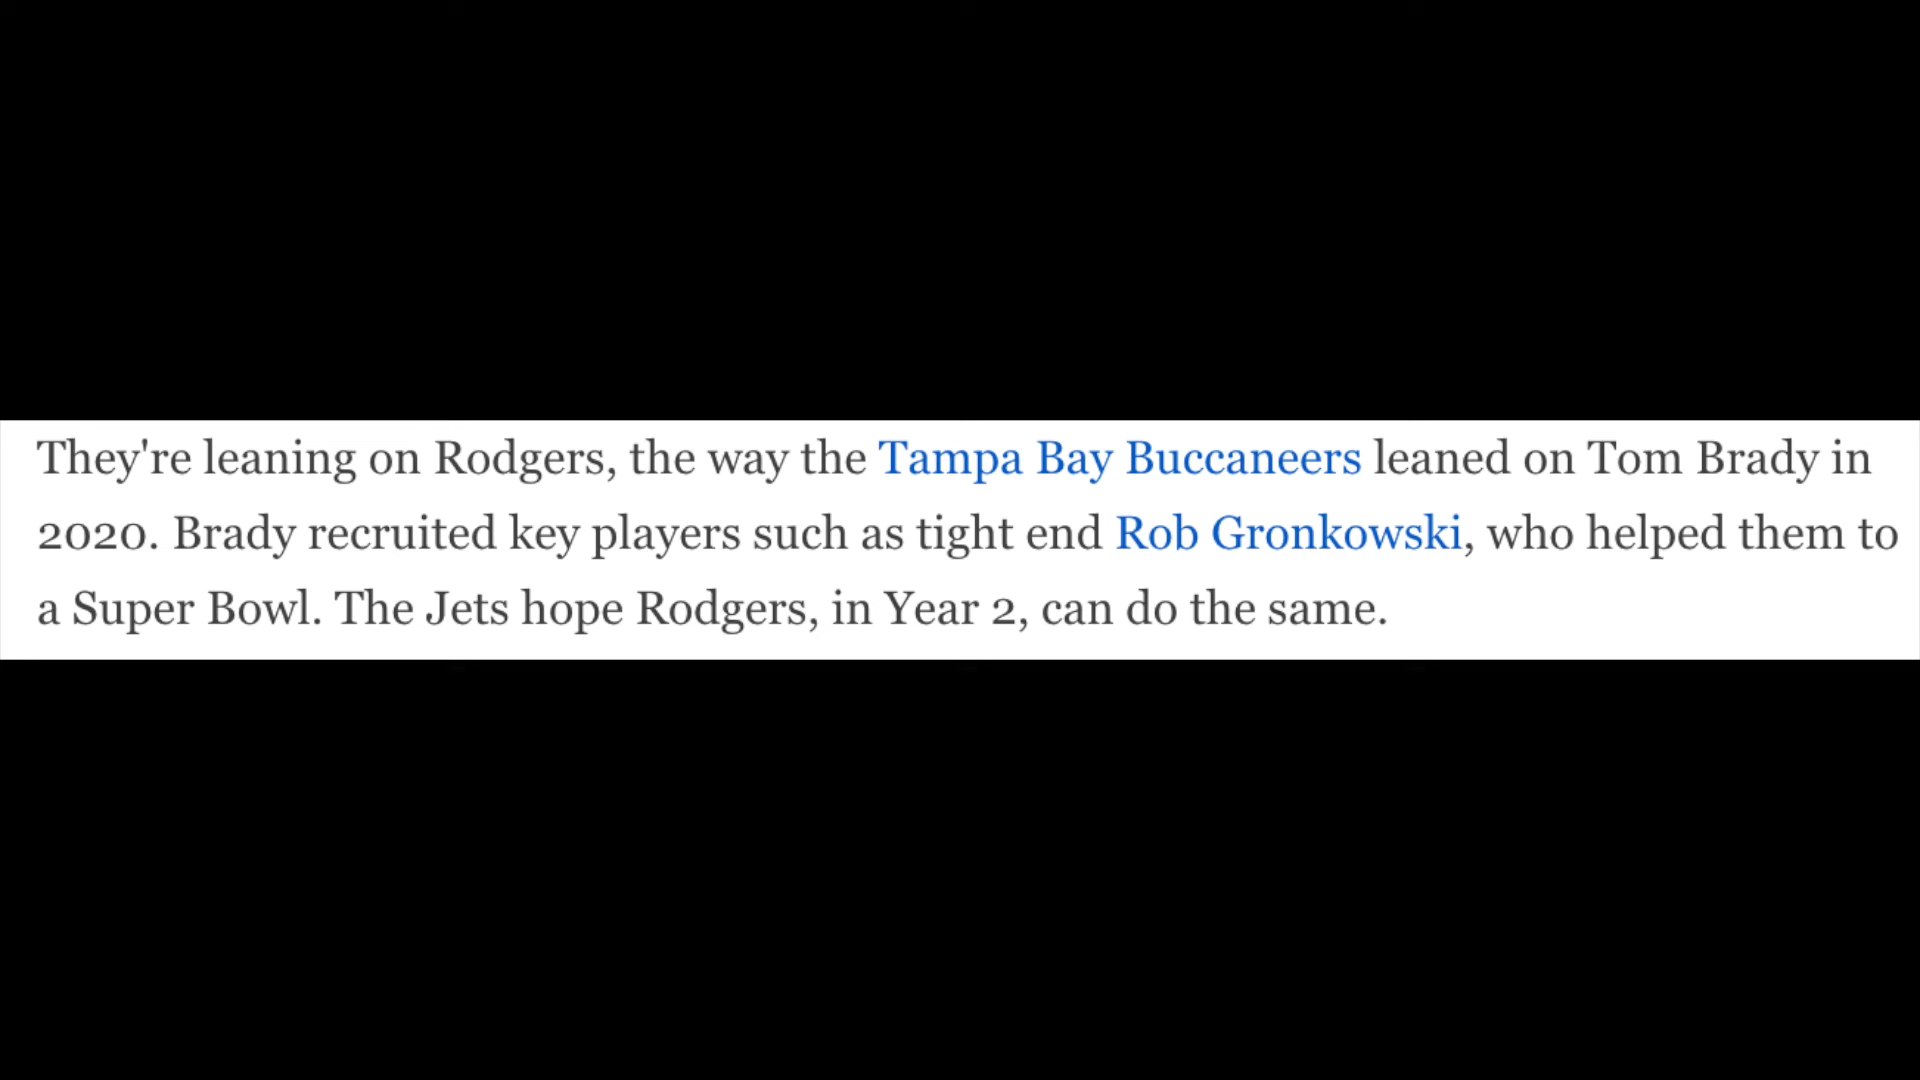 They're leaning on Rodgers, the way the Tampa Bay Buccaneers leaned on Tom Brady in
2020. Brady recruited key players such as tight end Rob Gronkowski, who helped them to
a Super Bowl. The Jets hope Rodgers, in Year 2, can do the same.